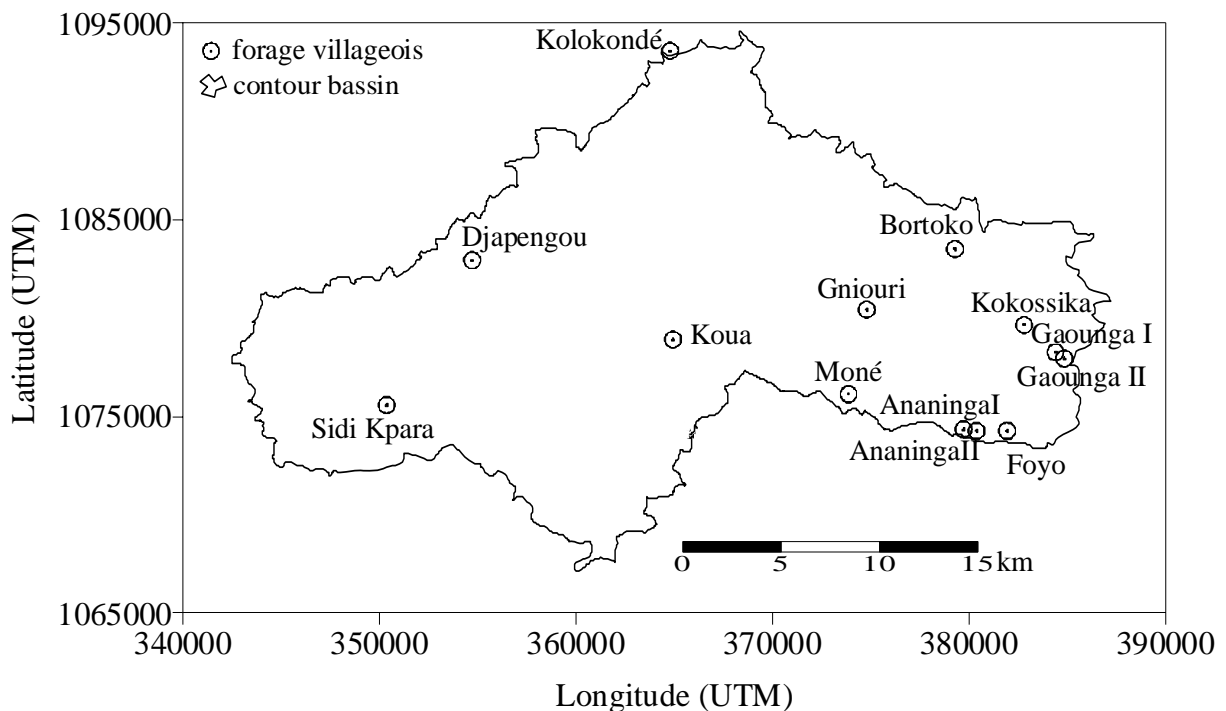 1095000
forage villageois
contour bassin
Kolokondé
1085000
Bortoko
Djapengou
Gniouri
Kokossika
Gaounga I
Koua
Gaounga II
Moné
1075000
AnaningaI
Sidi Kpara
AnaningaII
Foyo
0 5 10 15 km
1065000
340000 350000 360000 370000 380000 390000
Longitude (UTM)
Latitude (UTM)